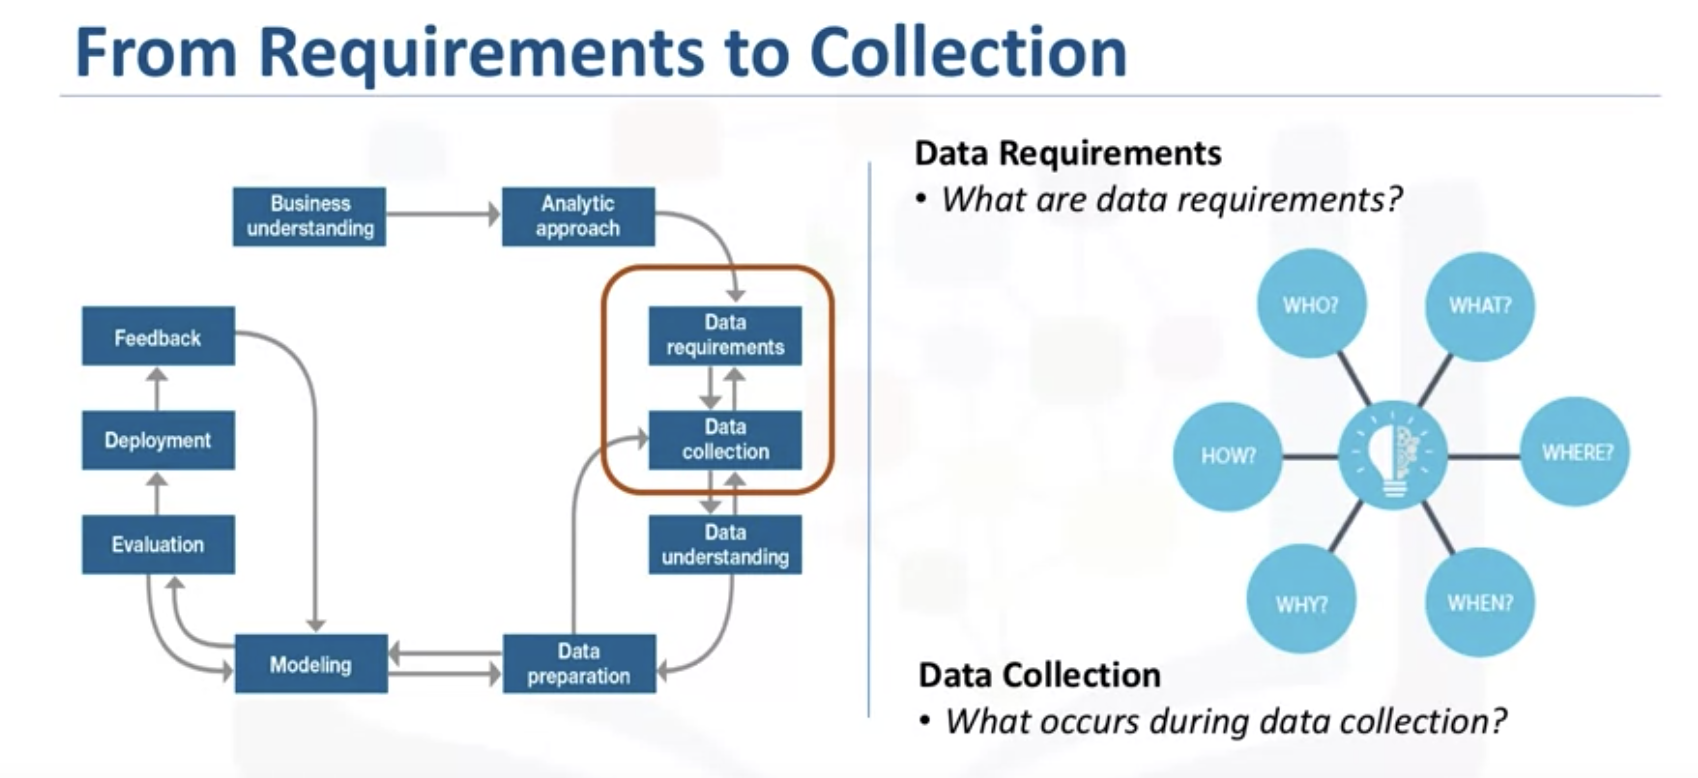 From Requirements to Collection
Business
understanding
Analytic
approach
Data
requirements
Data
collection
Data
understanding
Data
preparation
Modeling
Evaluation
Deployment
Feedback
Data Requirements
• What are data requirements?
WHO?
WHAT?
HOW?
WHERE?
WHY?
WHEN?
Data Collection
• What occurs during data collection?